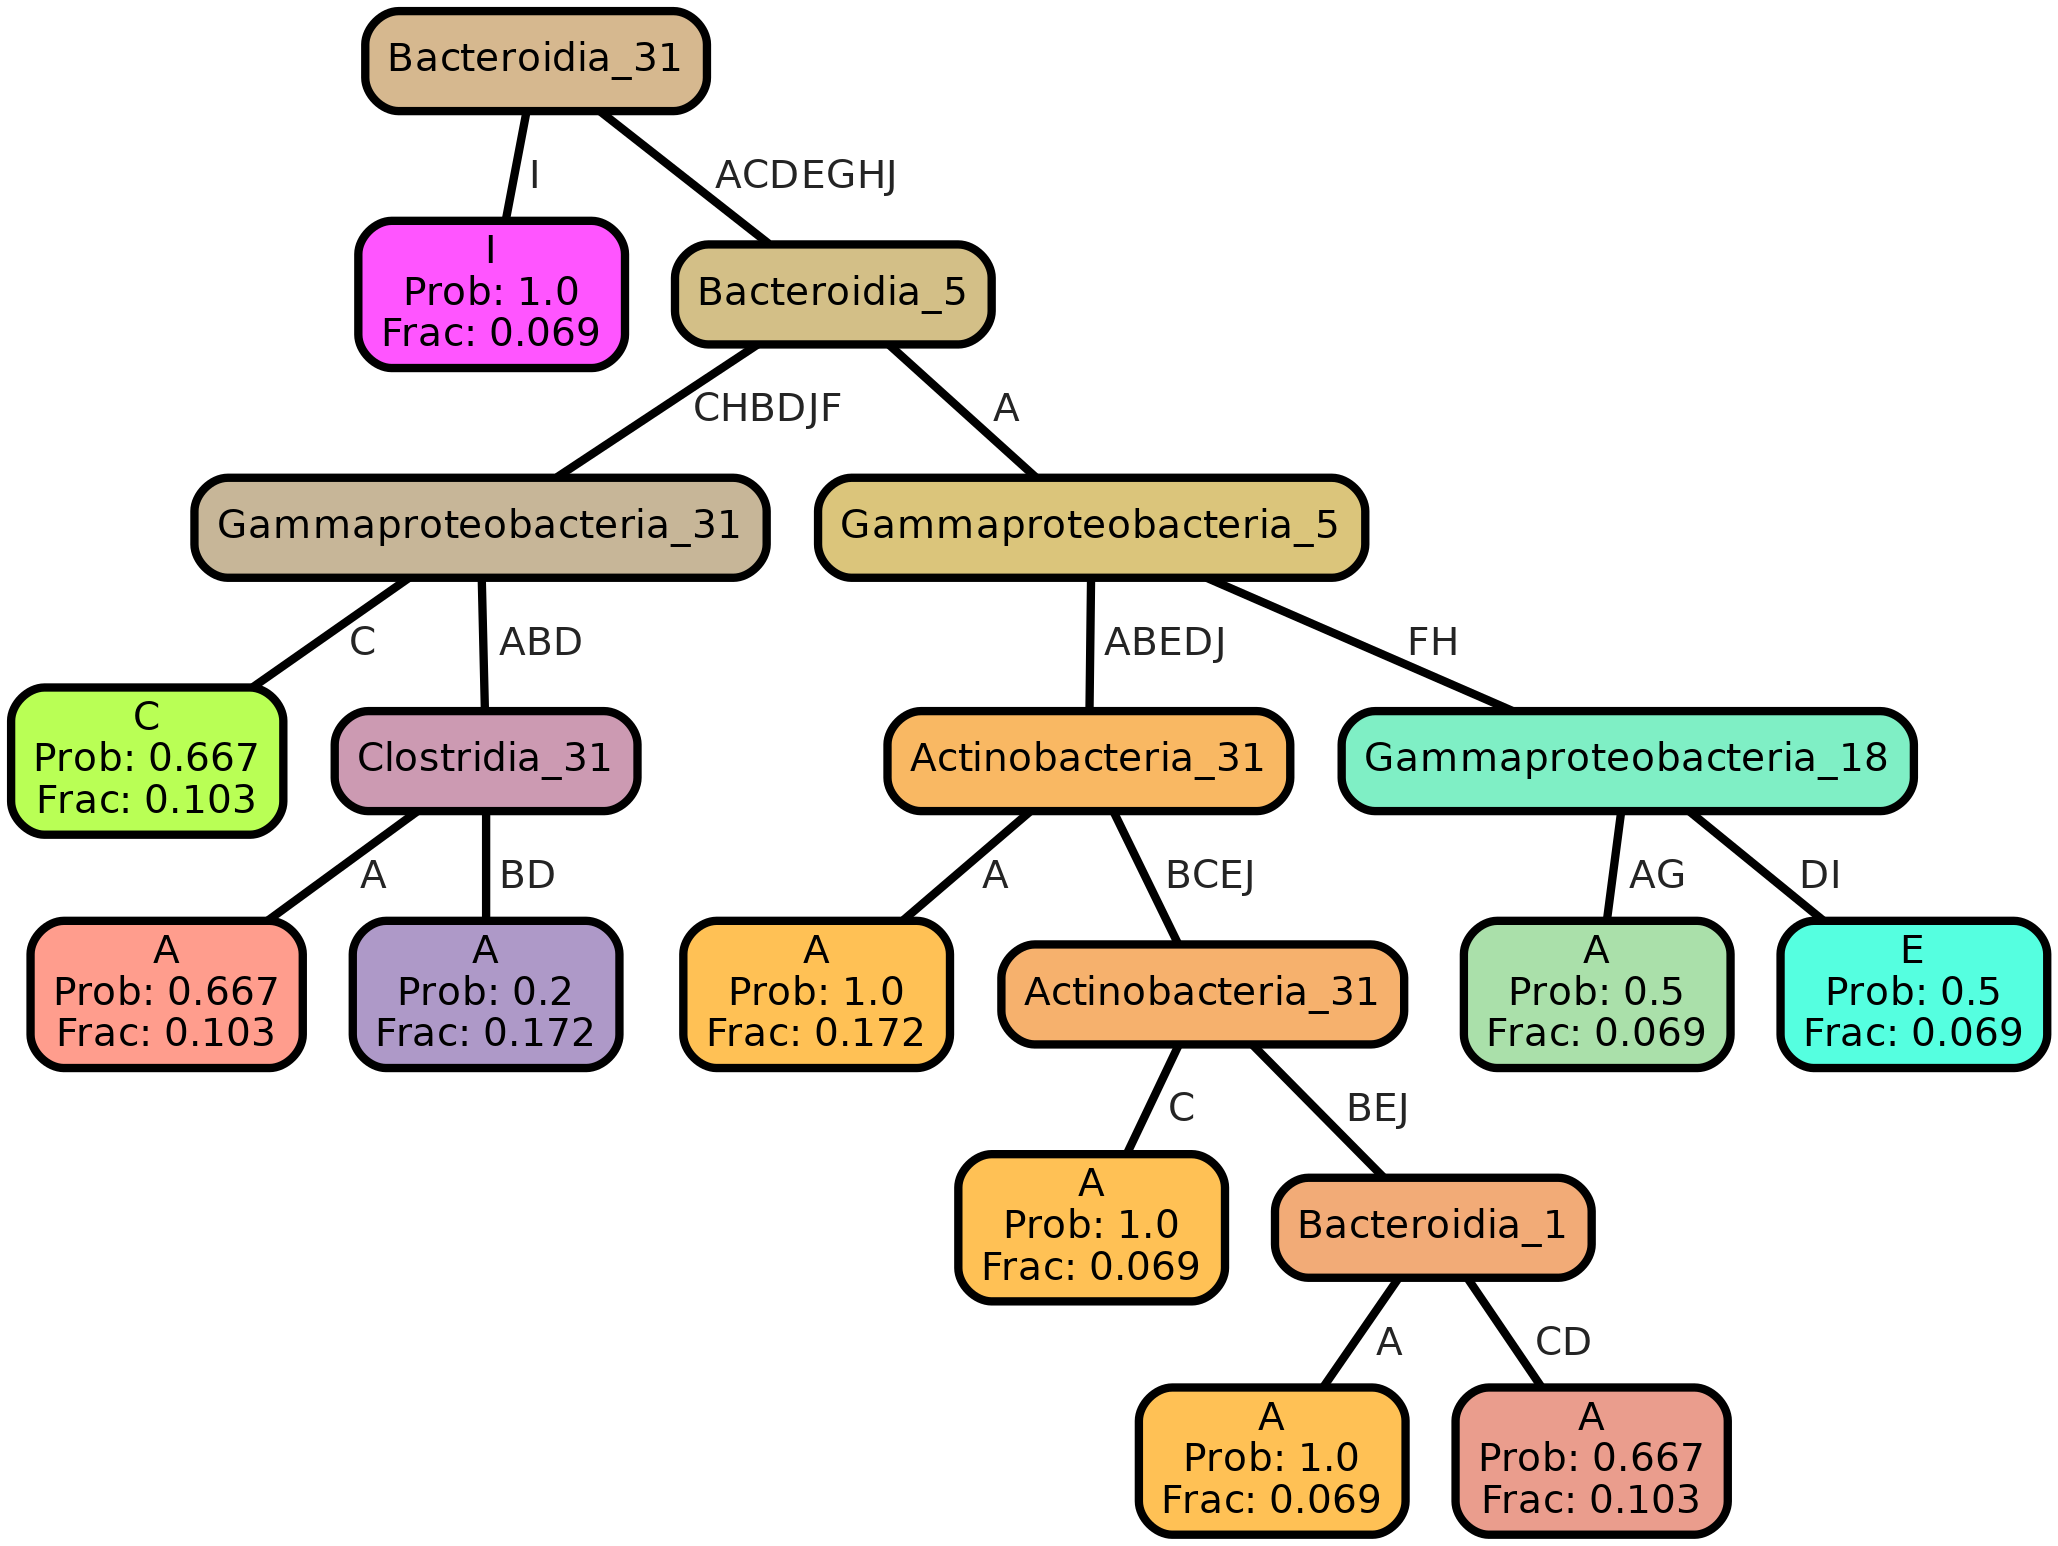 Bacteroidia_31
I
ACDEGHJ
I
Prob: 1.0
Frac: 0.069
Bacteroidia_5
CHBDJF
A
Gammaproteobacteria_31
Gammaproteobacteria_5
C
ABD
ABEDJ
FH
C
Prob: 0.667
Frac: 0.103
Clostridia_31
Actinobacteria_31
Gammaproteobacteria_18
A
BD
A
BCEJ
AG
DI
A
Prob: 0.667
Frac: 0.103
A
Prob: 0.2
Frac: 0.172
A
Prob: 1.0
Frac: 0.172
Actinobacteria_31
A
Prob: 0.5
Frac: 0.069
E
Prob: 0.5
Frac: 0.069
C
BEJ
A
Prob: 1.0
Frac: 0.069
Bacteroidia_1
A
CD
A
Prob: 1.0
Frac: 0.069
A
Prob: 0.667
Frac: 0.103